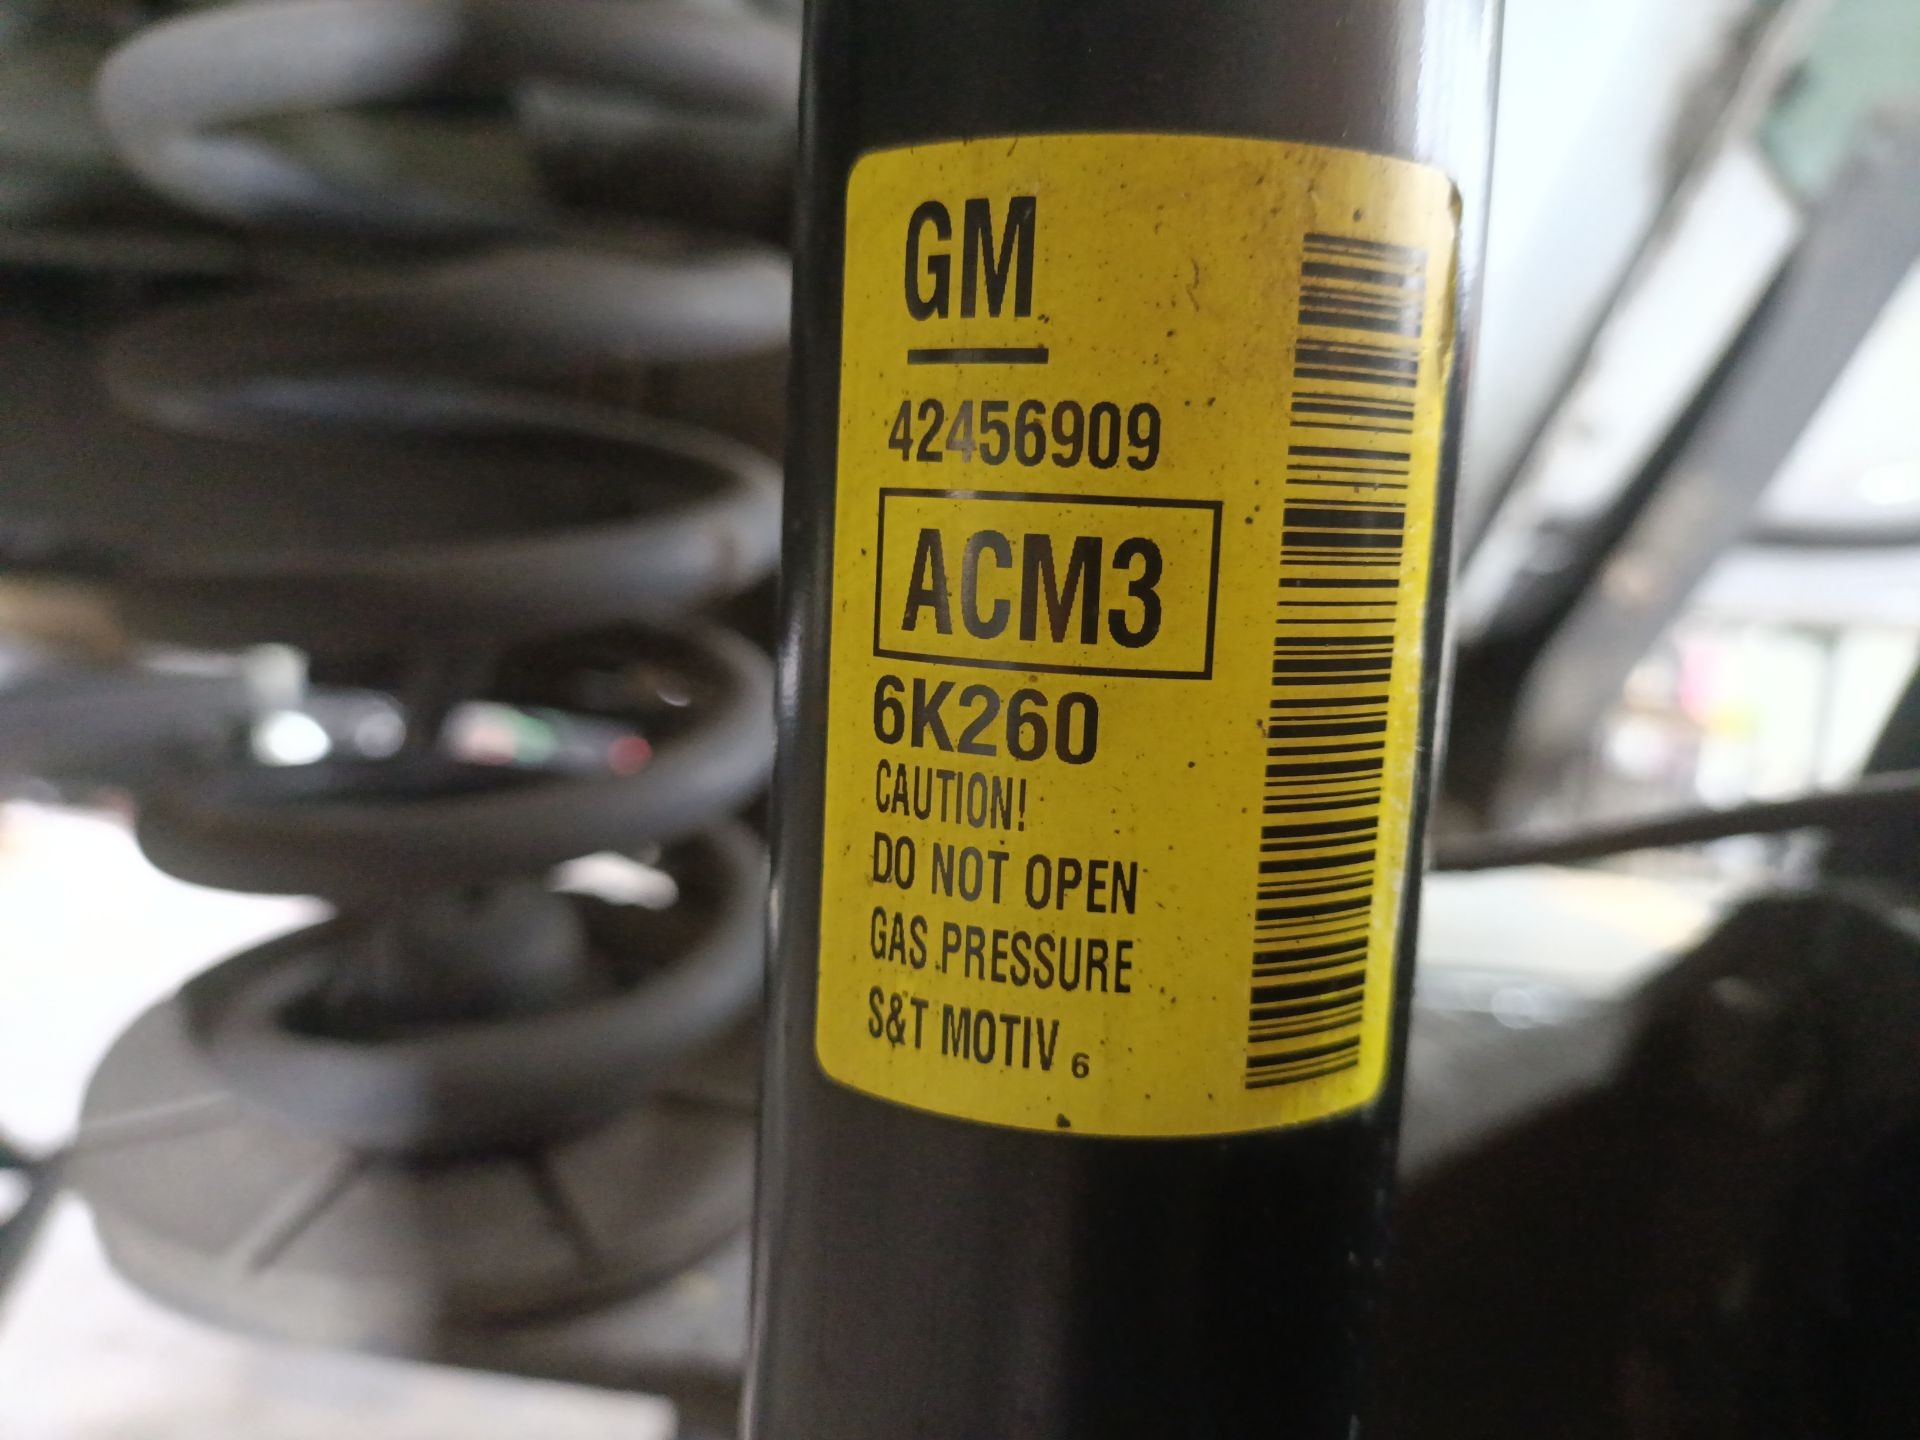 GM
42456909
ACM3
6K260
CAUTION!
DO NOT OPEN
GAS PRESSURE
S&T MOTIV 6